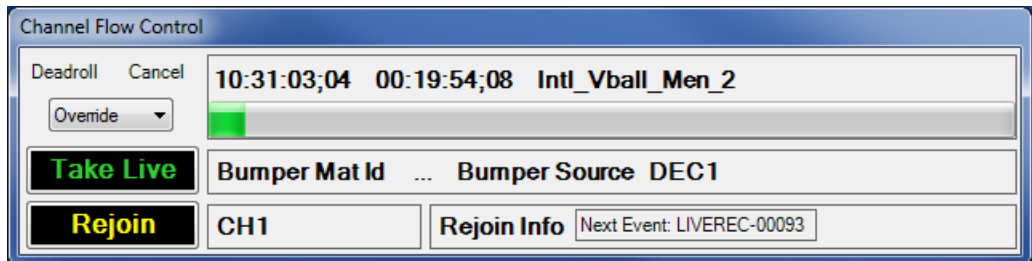 Channel Flow Control
Deadroll Cancel
10:31:03;04 00:19:54;08 Intl_Vball_Men_2
Override
Take Live
Bumper Mat Id ... Bumper Source DEC1
Rejoin
CH1
Rejoin Info Next Event: LIVEREC-00093